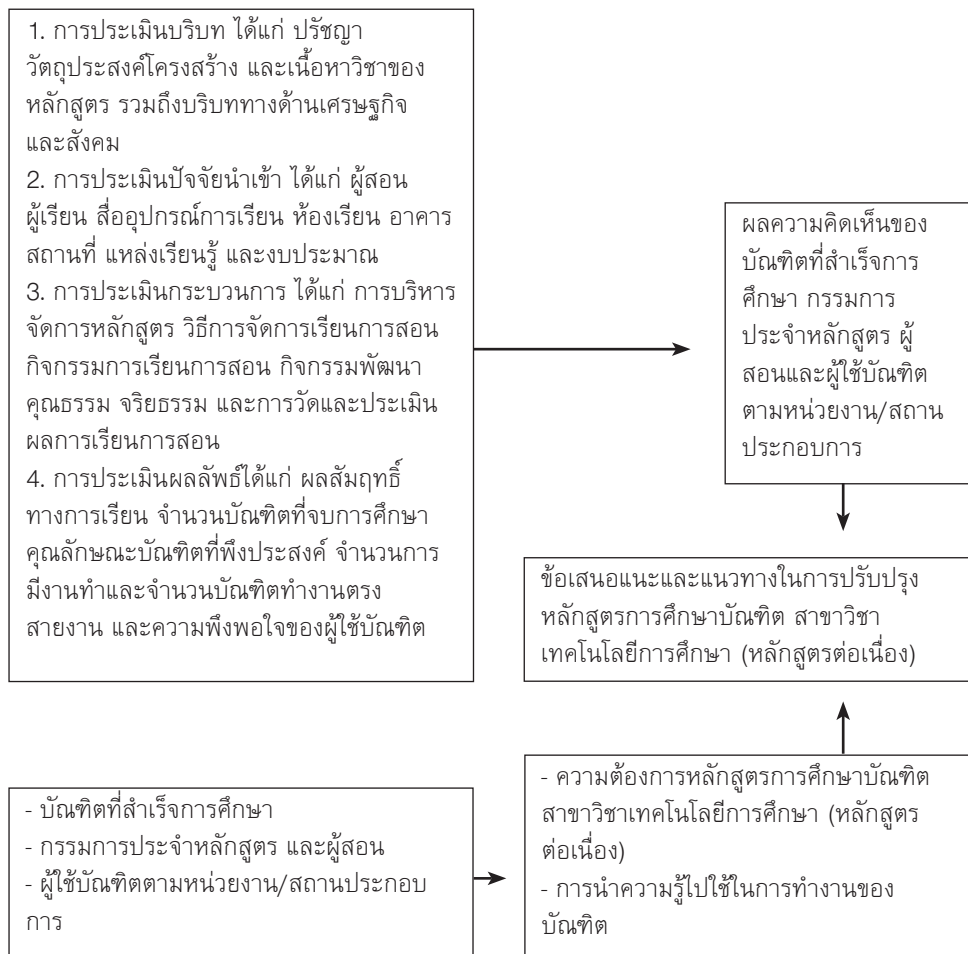 1. การประเมินบริบท ได้แก่ ปรัชญา
วัตถุประสงค์โครงสร้าง และเนื้อหาวิชาของ
หลักสูตร รวมถึงบริบททางด้านเศรษฐกิจ
และสังคม
2. การประเมินปัจจัยนำเข้า ได้แก่ ผู้สอน
ผู้เรียน สื่ออุปกรณ์การเรียน ห้องเรียน อาคาร
สถานที่ แหล่งเรียนรู้ และงบประมาณ
3. การประเมินกระบวนการ ได้แก่ การบริหาร
จัดการหลักสูตร วิธีการจัดการเรียนการสอน
กิจกรรมการเรียนการสอน กิจกรรมพัฒนา
คุณธรรม จริยธรรม และการวัดและประเมิน
ผลการเรียนการสอน
4. การประเมินผลลัพธ์ได้แก่ ผลสัมฤทธิ์
ทางการเรียน จำนวนบัณฑิตที่จบการศึกษา
คุณลักษณะบัณฑิตที่พึงประสงค์ จำนวนการ
มีงานทำและจำนวนบัณฑิตทำงานตรง
สายงาน และความพึงพอใจของผู้ใช้บัณฑิต
ผลความคิดเห็นของ
บัณฑิตที่สำเร็จการ
ศึกษา กรรมการ
ประจำหลักสูตร ผู้
สอนและผู้ใช้บัณฑิต
ตามหน่วยงาน/สถาน
ประกอบการ
ข้อเสนอแนะและแนวทางในการปรับปรุง
หลักสูตรการศึกษาบัณฑิต สาขาวิชา
เทคโนโลยีการศึกษา (หลักสูตรต่อเนื่อง)
- บัณฑิตที่สำเร็จการศึกษา
- กรรมการประจำหลักสูตร และผู้สอน
- ผู้ใช้บัณฑิตตามหน่วยงาน/สถานประกอบ
การ
- ความต้องการหลักสูตรการศึกษาบัณฑิต
สาขาวิชาเทคโนโลยีการศึกษา (หลักสูตร
ต่อเนื่อง)
- การนำความรู้ไปใช้ในการทำงานของ
บัณฑิต